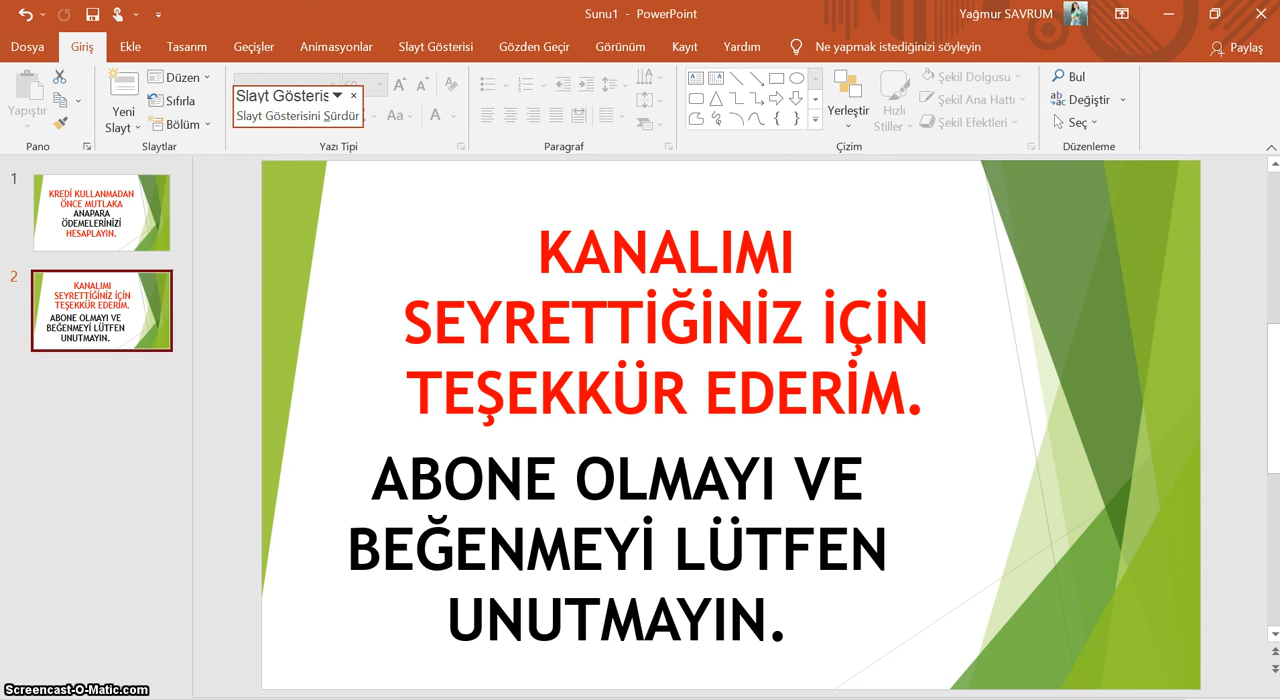 Sunu1 - PowerPoint
Yağmur SAVRUM
Dosya Giriş Ekle Tasarım Geçişler Animasyonlar Slayt Gösterisi Gözden Geçir Görünüm Kayıt Yardım Ne yapmak istediğinizi söyleyin Paylaş
Yapıştır
Pano
Yeni
Slayt
Düzen
Sıfırla
Bölüm
Slaytlar
Slayt Gösteris
Slayt Gösterisini Sürdür
Aa
A
Yazı Tipi
Paragraf
Yerleştir
Hızlı
Stiller
Şekil Dolgusu
Şekil Ana Hattı
Şekil Efektleri
Çizim
Bul
Değiştir
Seç
Düzenleme
1
KREDİ KULLANMADAN
ÖNCE MUTLAKA
ANAPARA
ÖDEMELERİNİZİ
HESAPLAYIN.
2
KANALIMI
SEYRETTİĞİNİZ İÇİN
TEŞEKKÜR EDERİM.
ABONE OLMAYI VE
BEĞENMEYİ LÜTFEN
UNUTMAYIN.
KANALIMI
SEYRETTİĞİNİZ İÇİN
TEŞEKKÜR EDERİM.
ABONE OLMAYI VE
BEĞENMEYİ LÜTFEN
UNUTMAYIN.
Screencast-O-Matic.com